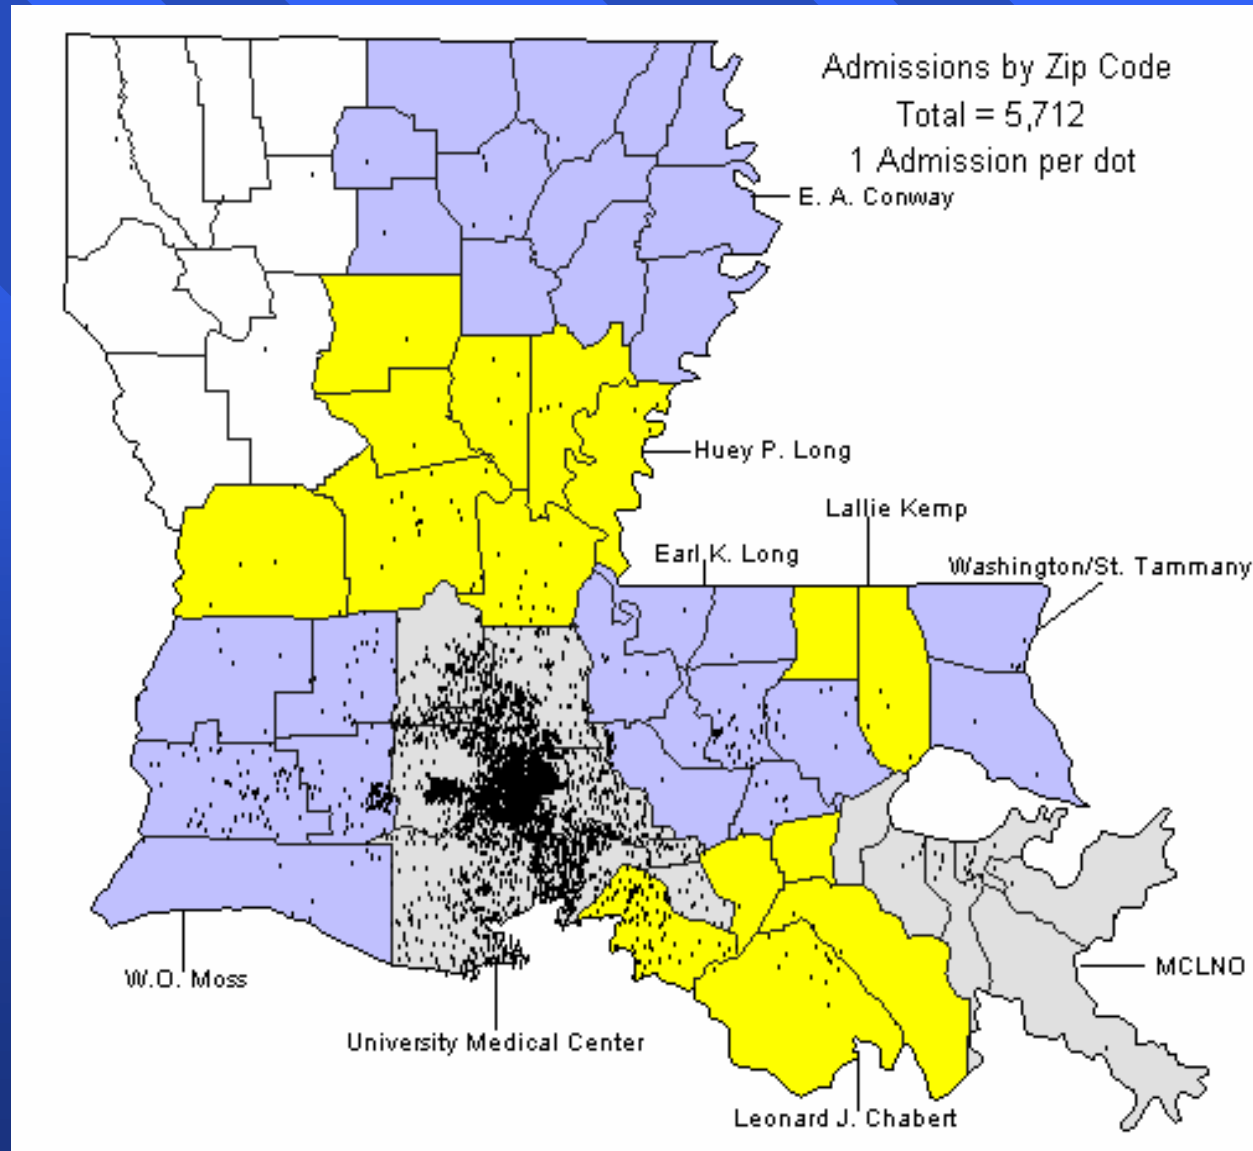 Admissions by Zip Code
Total = 5,712
1 Admission per dot
E. A. Conway
Huey P. Long
Lallie Kemp
Earl K. Long
Washington/St. Tammany
W.O. Moss
MCLNO
University Medical Center
Leonard J. Chabert